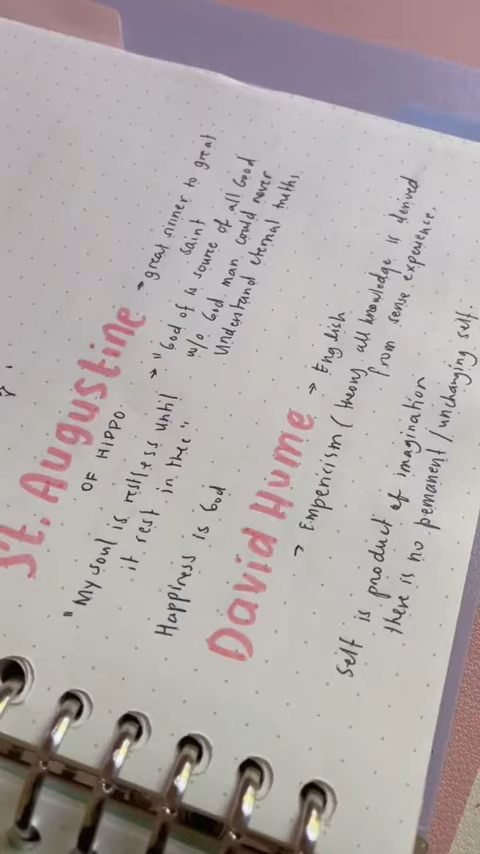 St. Augustine → great sinner to great
saint
OF HIPPO
→ "God of is source of all Good
w/o God man could never
Understand eternal truths
"My soul is restless until
it rest in thee"
Happiness is God
David Hume → English
→ Empericism (theory all knowledge is derived
from sense experience.
Self is product of imagination
there is no pemanent/unchanging self.